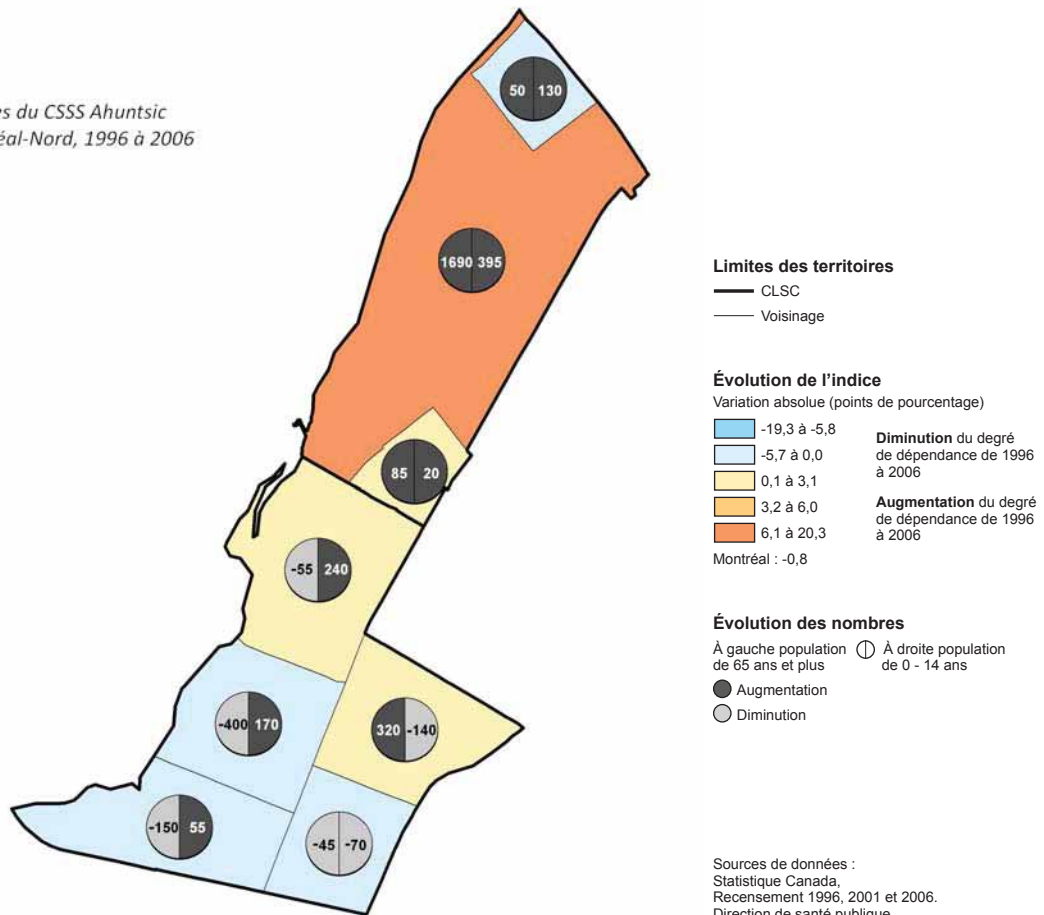 es du CSSS Ahuntsic
éal-Nord, 1996 à 2006
50 130
1690 395
85 20
-55 240
-400 170
320 -140
-150 55
-45 -70
Limites des territoires
CLSC
Voisinage
Évolution de l'indice
Variation absolue (points de pourcentage)
-19,3 à -5,8
-5,7 à 0,0
Diminution du degré
de dépendance de 1996
à 2006
0,1 à 3,1
3,2 à 6,0
6,1 à 20,3
Augmentation du degré
de dépendance de 1996
à 2006
Montréal : -0,8
Évolution des nombres
À gauche population
de 65 ans et plus
À droite population
de 0 - 14 ans
Augmentation
Diminution
Sources de données :
Statistique Canada,
Recensement 1996, 2001 et 2006.
Direction de santé publique